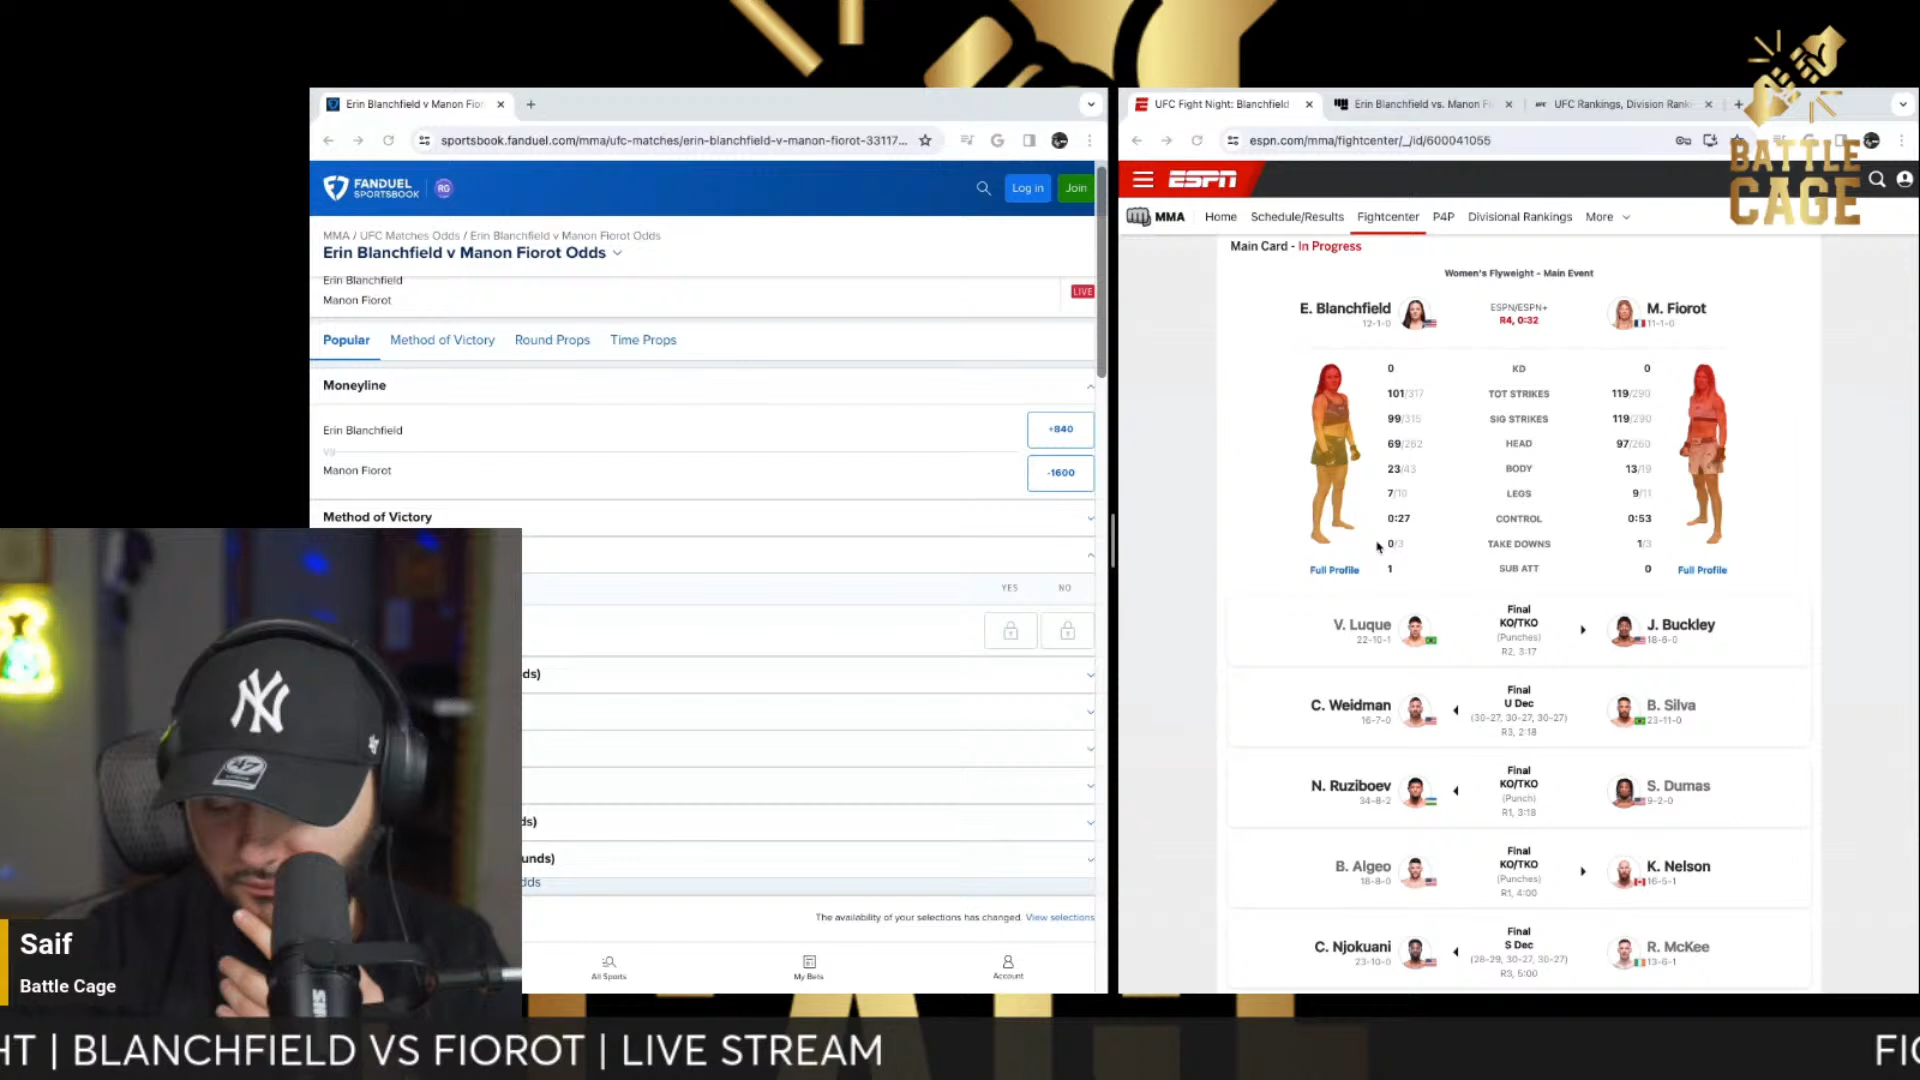 Erin Blanchfield v Manon Fior
sportsbook.fanduel.com/mma/ufc-matches/erin-blanchfield-v-manon-fiorot-33117...
FANDUEL
SPORTSBOOK
RG
Log in
Join
MMA / UFC Matches Odds / Erin Blanchfield v Manon Fiorot Odds
Erin Blanchfield v Manon Fiorot Odds
Erin Blanchfield
Manon Fiorot
LIVE
Popular
Method of Victory
Round Props
Time Props
Moneyline
Erin Blanchfield
+840
Manon Fiorot
-1600
Method of Victory
YES
NO
ds)
ds)
unds)
dds
The availability of your selections has changed. View selections
All Sports
My Bets
Account
UFC Fight Night: Blanchfield
Erin Blanchfield vs. Manon Fi
UFC Rankings, Division Ranki
espn.com/mma/fightcenter/_/id/600041055
BATTLE
CAGE
ESPN
MMA
Home
Schedule/Results
Fightcenter
P4P
Divisional Rankings
More
Main Card - In Progress
Women's Flyweight - Main Event
E. Blanchfield
12-1-0
ESPN/ESPN+
R4, 0:32
M. Fiorot
11-1-0
0 KD 0
101/317 TOT STRIKES 119/290
99/315 SIG STRIKES 119/290
69/262 HEAD 97/260
23/43 BODY 13/19
7/10 LEGS 9/11
0:27 CONTROL 0:53
0/3 TAKE DOWNS 1/3
Full Profile 1 SUB ATT 0 Full Profile
V. Luque
22-10-1
Final
KO/TKO
(Punches)
R2, 3:17
J. Buckley
18-6-0
C. Weidman
16-7-0
Final
U Dec
(30-27, 30-27, 30-27)
R3, 2:18
B. Silva
23-11-0
N. Ruziboev
34-8-2
Final
KO/TKO
(Punch)
R1, 3:18
S. Dumas
9-2-0
B. Algeo
18-8-0
Final
KO/TKO
(Punches)
R1, 4:00
K. Nelson
16-5-1
C. Njokuani
23-10-0
Final
S Dec
(28-29, 30-27, 30-27)
R3, 5:00
R. McKee
13-6-1
NY
47
Saif
Battle Cage
HT | BLANCHFIELD VS FIOROT | LIVE STREAM
FIG